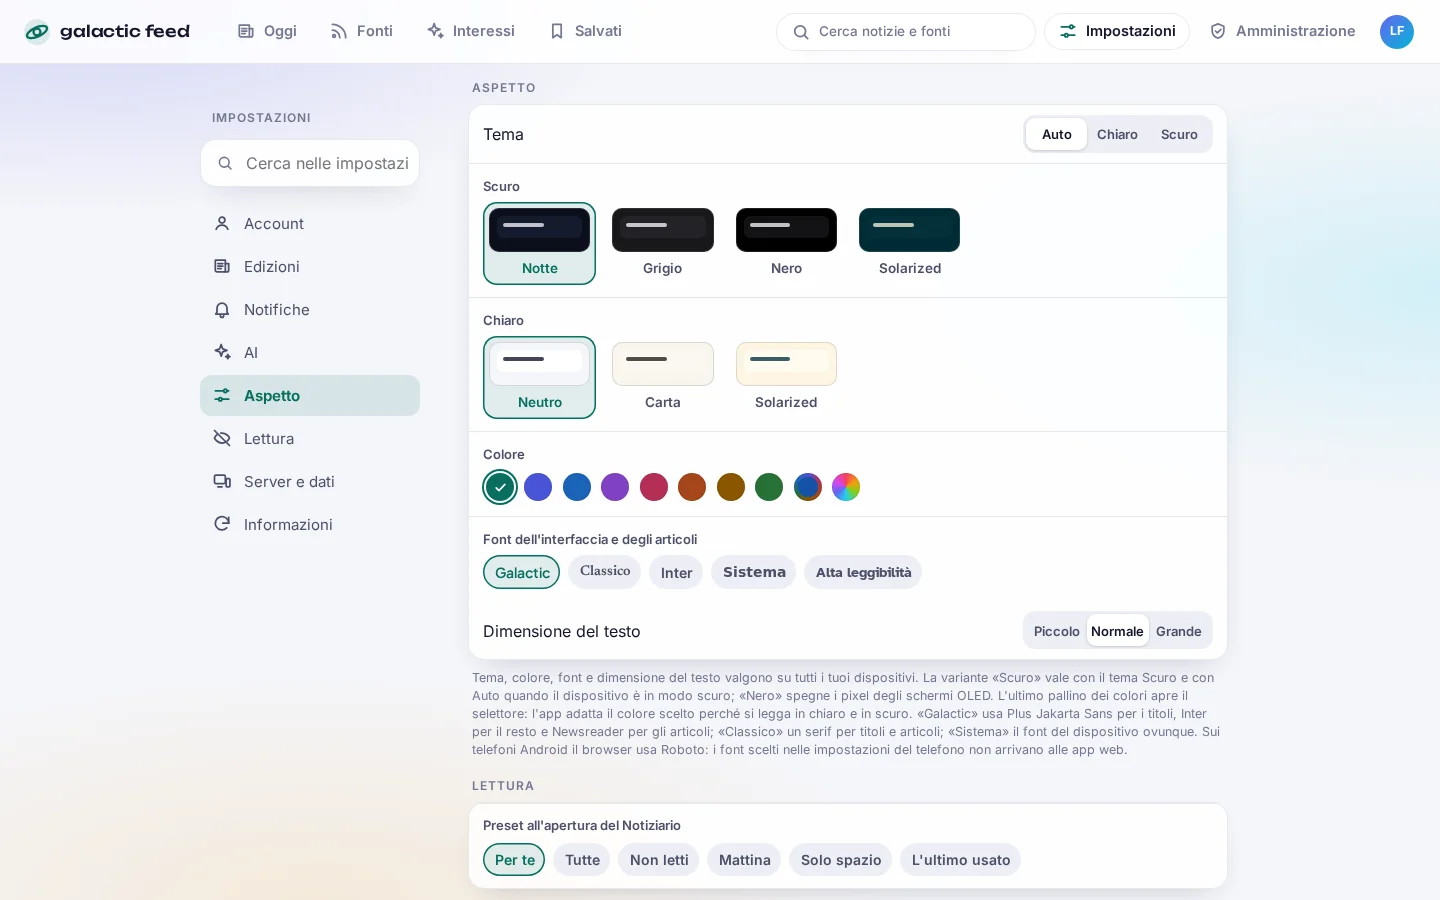 galactic feed
Oggi
Fonti
Interessi
Salvati
Cerca notizie e fonti
Impostazioni
Amministrazione
LF
IMPOSTAZIONI
Cerca nelle impostazi
Account
Edizioni
Notifiche
AI
Aspetto
Lettura
Server e dati
Informazioni
ASPETTO
Tema
Auto
Chiaro
Scuro
Scuro
Notte
Grigio
Nero
Solarized
Chiaro
Neutro
Carta
Solarized
Colore
Font dell'interfaccia e degli articoli
Galactic
Classico
Inter
Sistema
Alta leggibilità
Dimensione del testo
Piccolo
Normale
Grande
Tema, colore, font e dimensione del testo valgono su tutti i tuoi dispositivi. La variante «Scuro» vale con il tema Scuro e con
Auto quando il dispositivo è in modo scuro; «Nero» spegne i pixel degli schermi OLED. L'ultimo pallino dei colori apre il
selettore: l'app adatta il colore scelto perché si legga in chiaro e in scuro. «Galactic» usa Plus Jakarta Sans per i titoli, Inter
per il resto e Newsreader per gli articoli; «Classico» un serif per titoli e articoli; «Sistema» il font del dispositivo ovunque. Sui
telefoni Android il browser usa Roboto: i font scelti nelle impostazioni del telefono non arrivano alle app web.
LETTURA
Preset all'apertura del Notiziario
Per te
Tutte
Non letti
Mattina
Solo spazio
L'ultimo usato